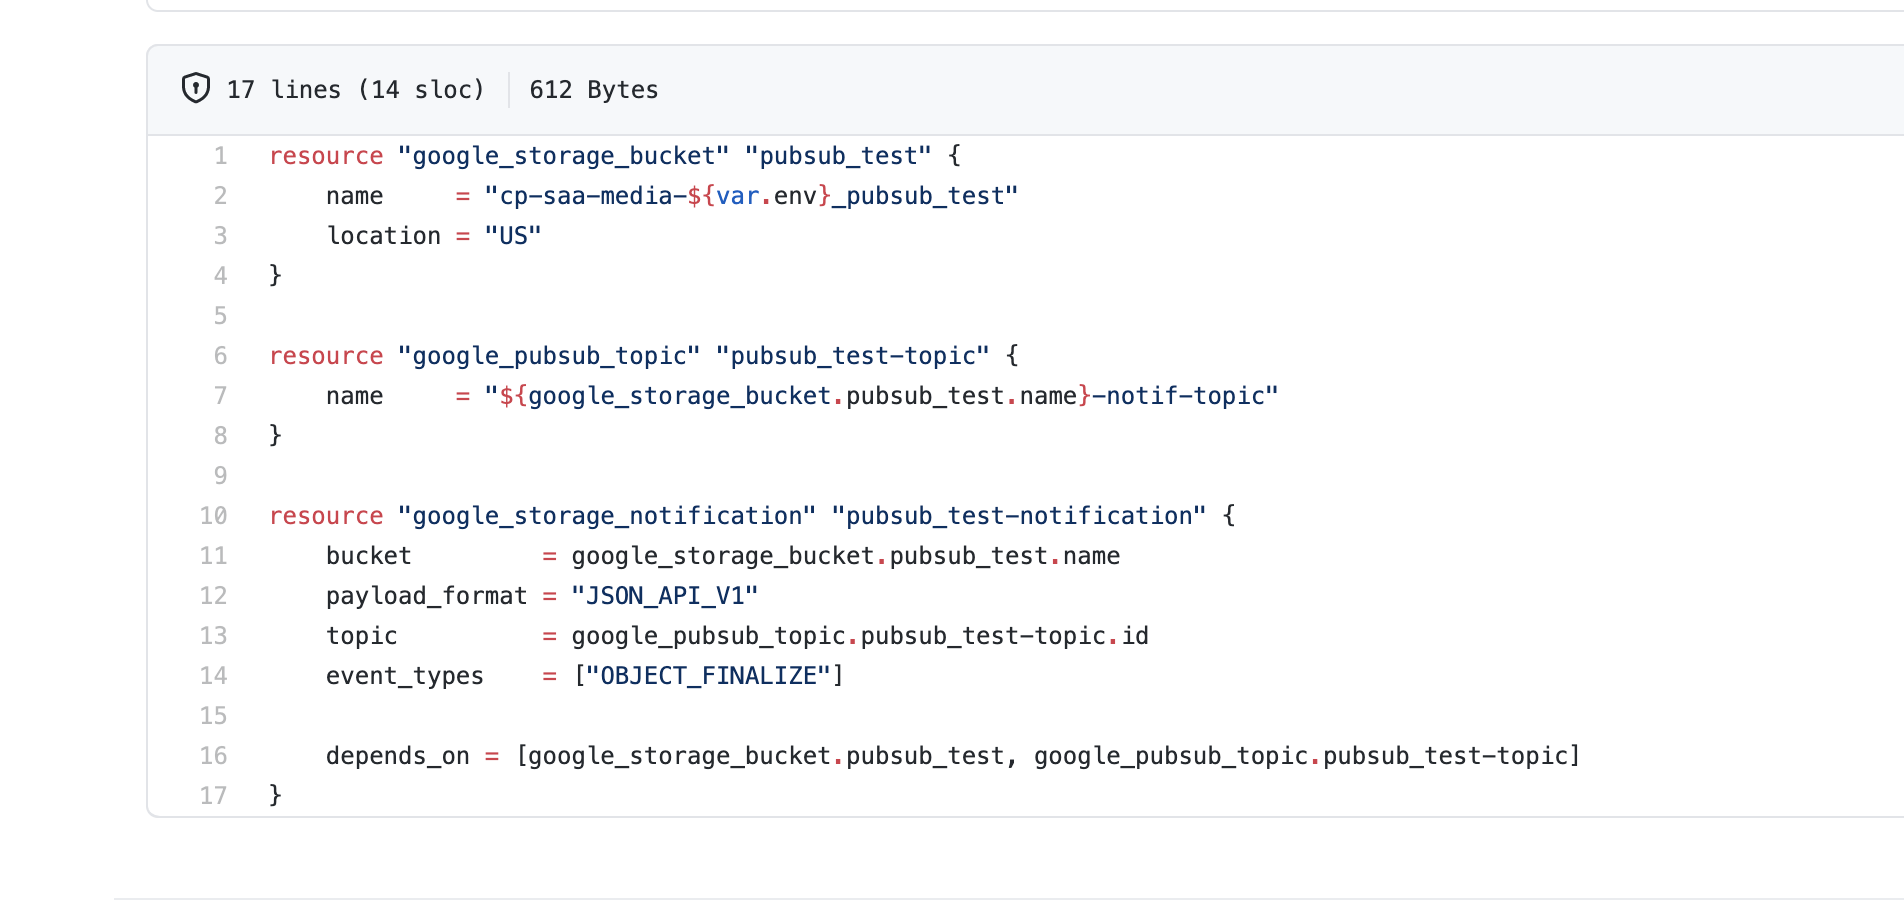 17 lines (14 sloc) 612 Bytes
1 resource "google_storage_bucket" "pubsub_test" {
2     name     = "cp-saa-media-${var.env}_pubsub_test"
3     location = "US"
4 }
5
6 resource "google_pubsub_topic" "pubsub_test-topic" {
7     name     = "${google_storage_bucket.pubsub_test.name}-notif-topic"
8 }
9
10 resource "google_storage_notification" "pubsub_test-notification" {
11     bucket         = google_storage_bucket.pubsub_test.name
12     payload_format = "JSON_API_V1"
13     topic          = google_pubsub_topic.pubsub_test-topic.id
14     event_types    = ["OBJECT_FINALIZE"]
15
16     depends_on = [google_storage_bucket.pubsub_test, google_pubsub_topic.pubsub_test-topic]
17 }